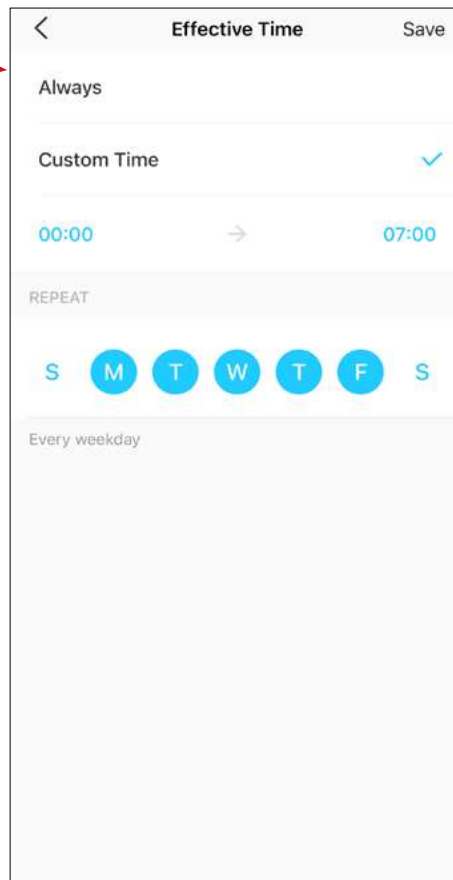 Effective Time Save
Always
Custom Time
00:00 → 07:00
REPEAT
S M T W T F S
Every weekday